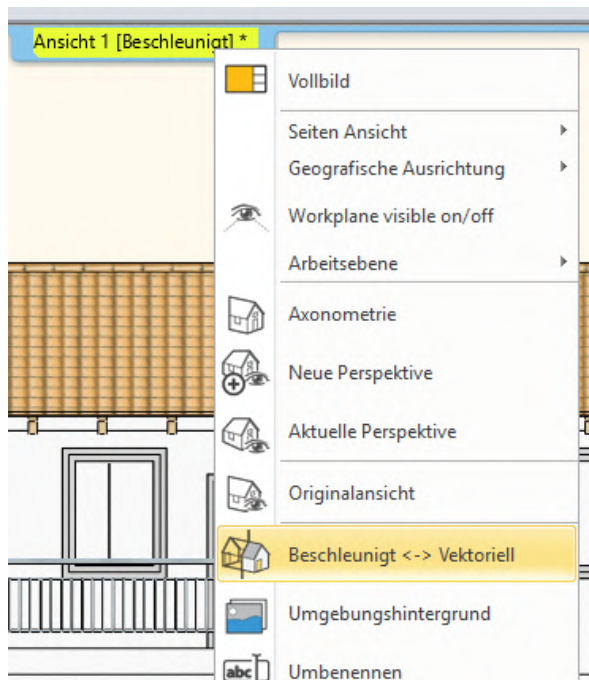 Ansicht 1 [Beschleunigt] *
Vollbild
Seiten Ansicht
Geografische Ausrichtung
Workplane visible on/off
Arbeitsebene
Axonometrie
Neue Perspektive
Aktuelle Perspektive
Originalansicht
Beschleunigt <-> Vektoriell
Umgebungshintergrund
abc Umbenennen